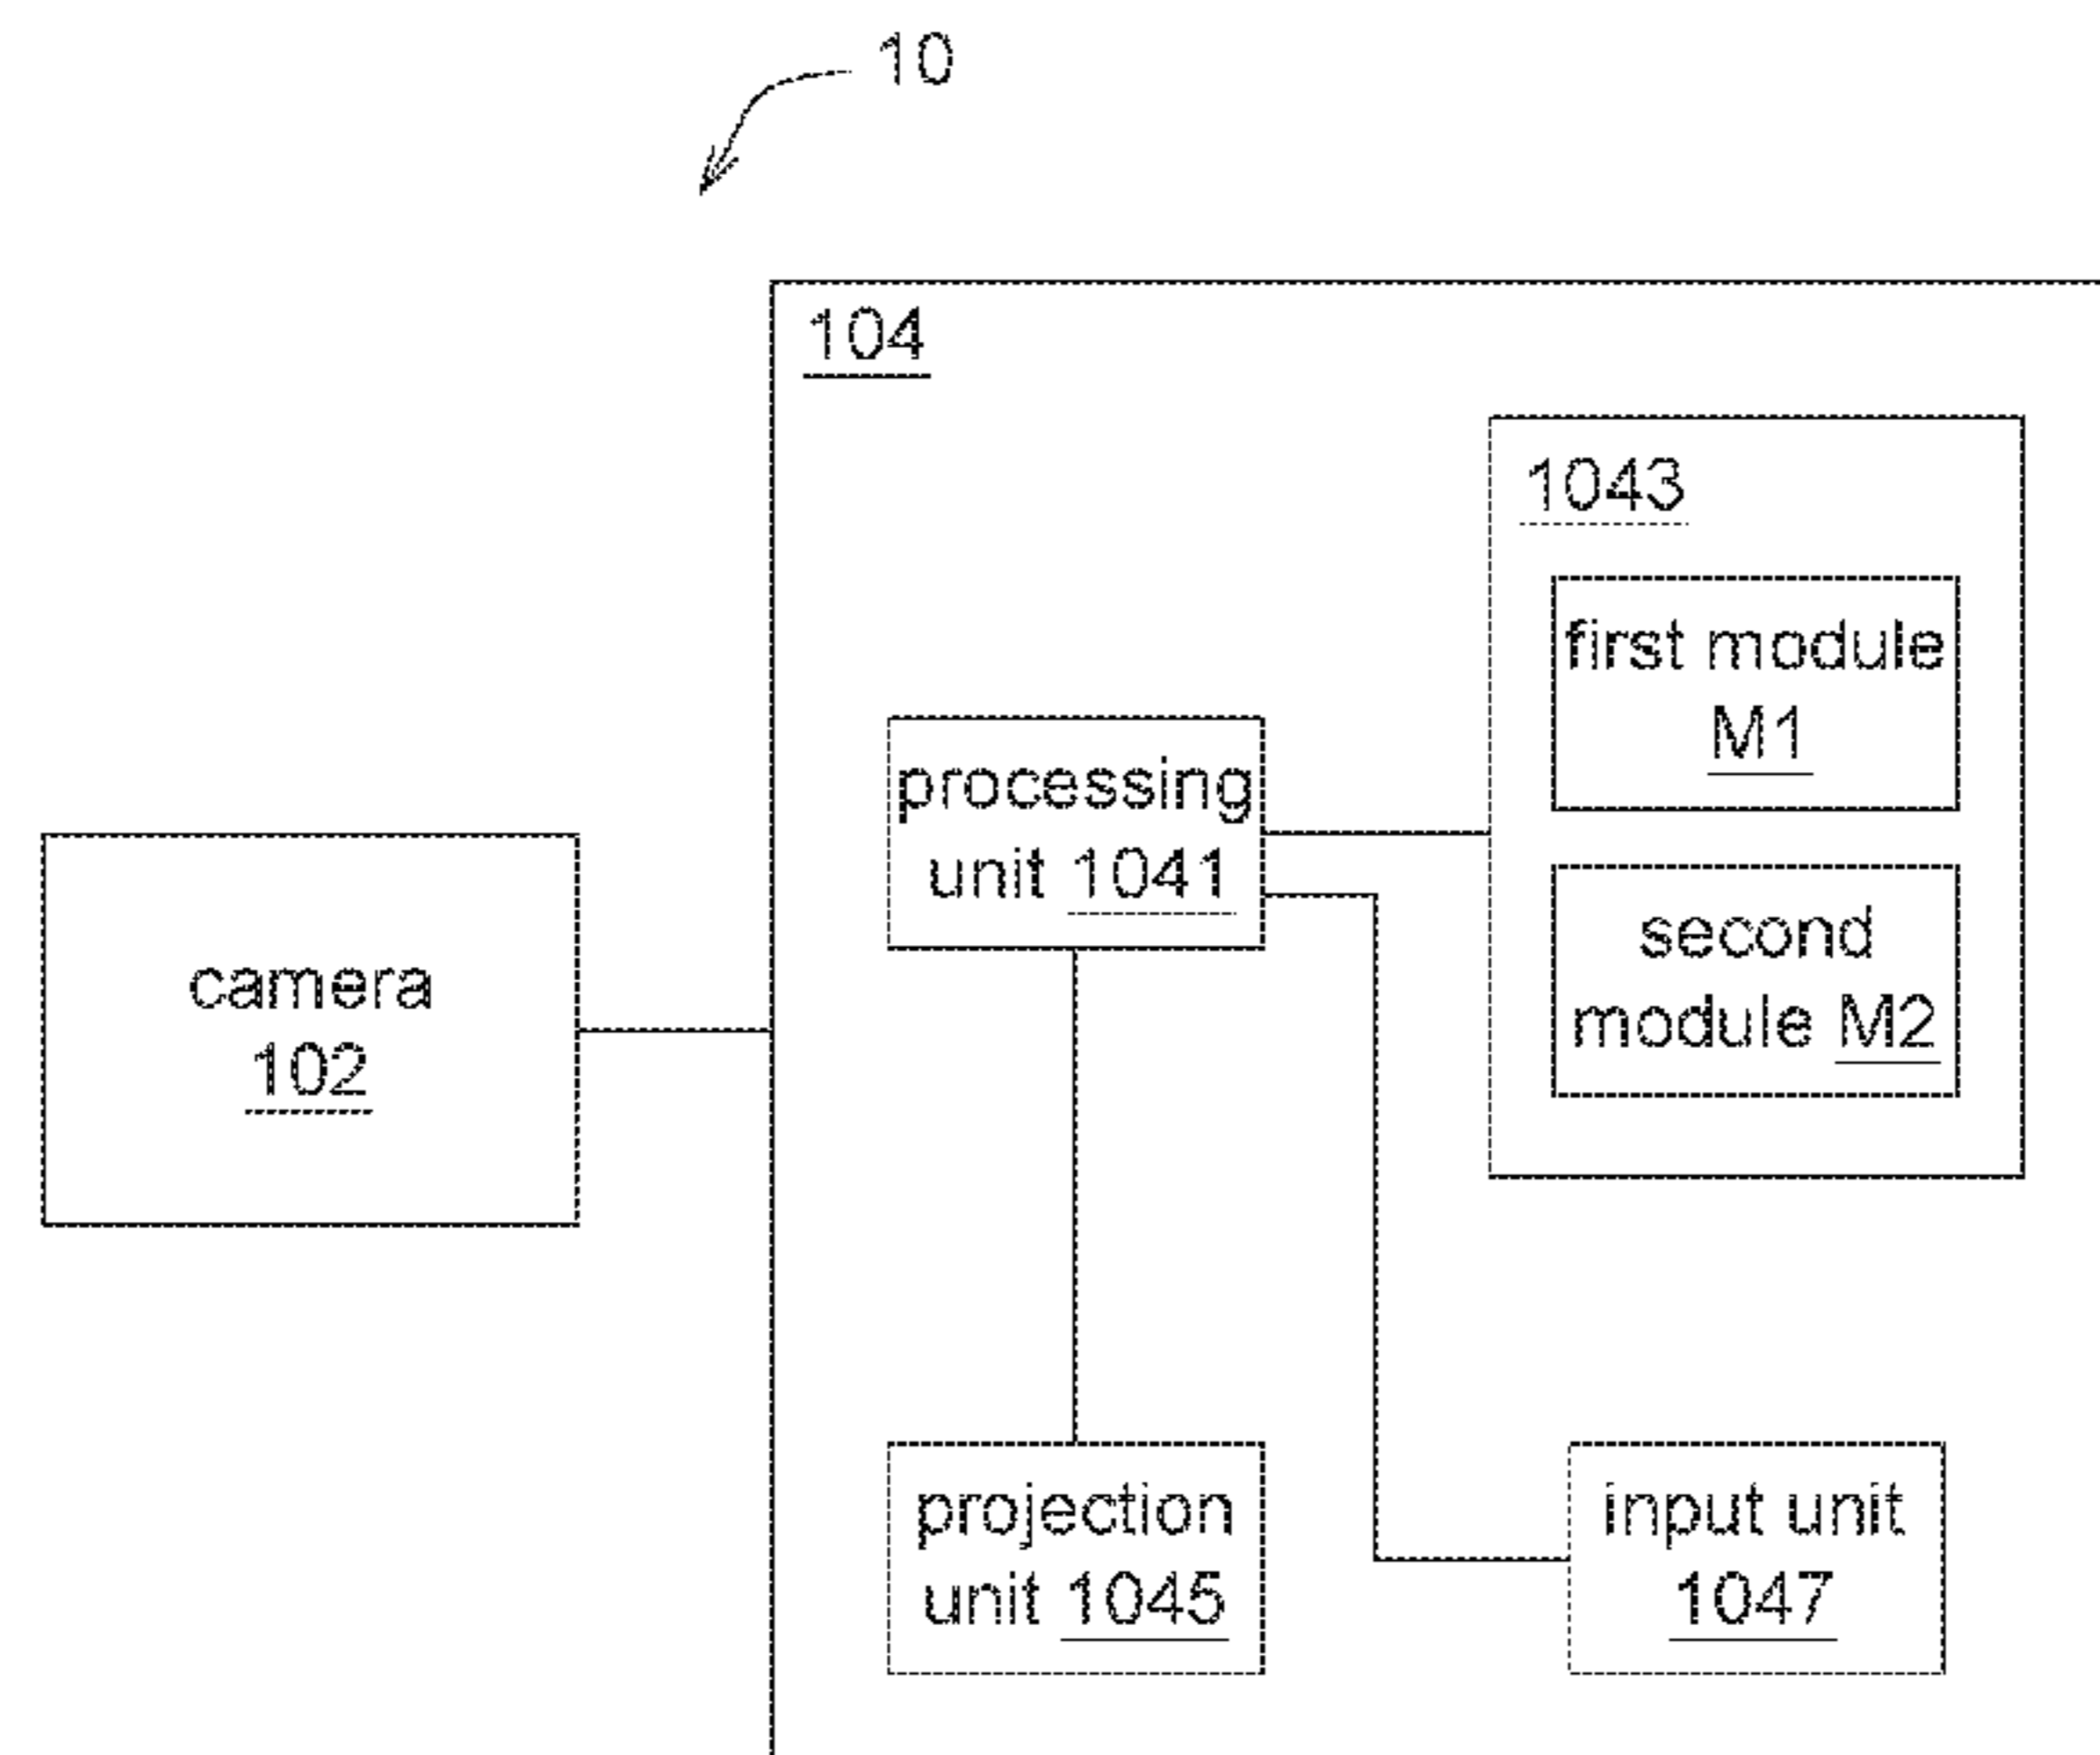 10
104
1043
first module
M1
processing
unit 1041
second
module M2
camera
102
projection
unit 1045
input unit
1047